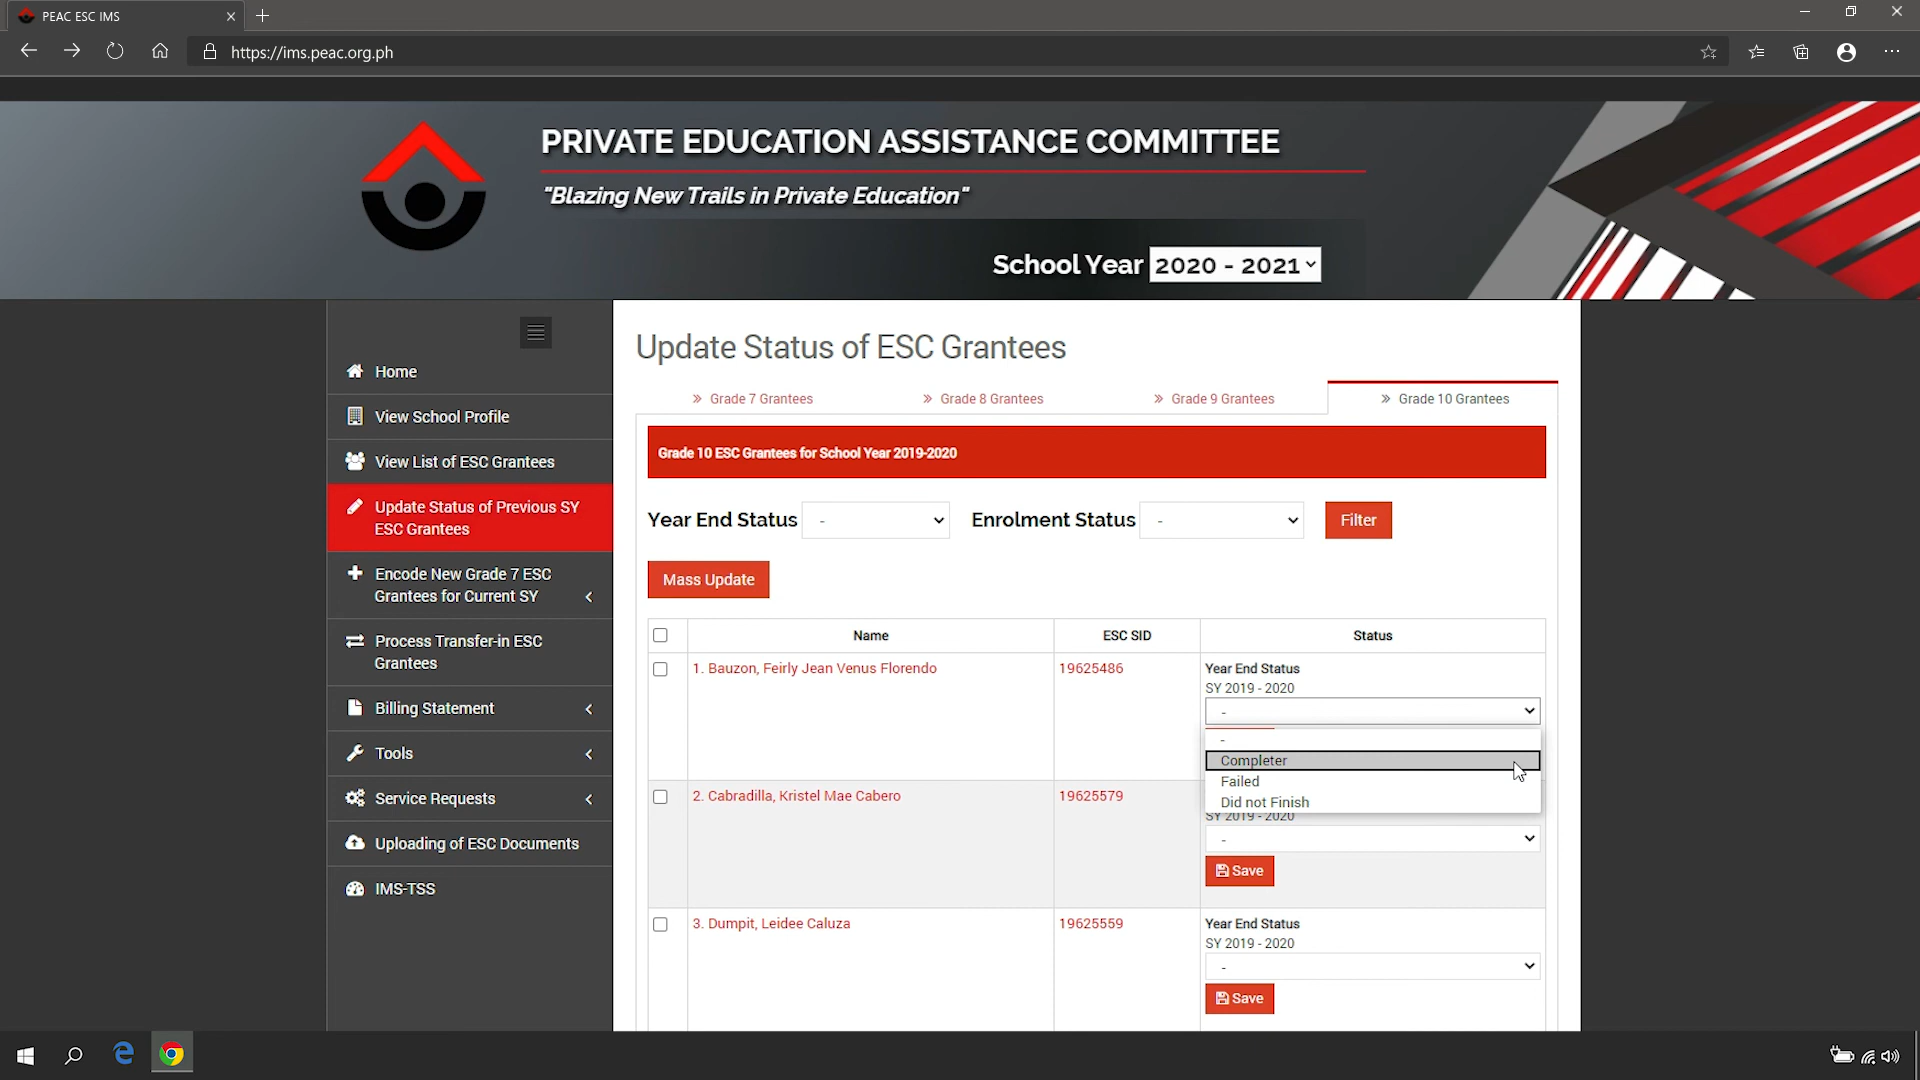 PEAC ESC IMS
https://ims.peac.org.ph
PRIVATE EDUCATION ASSISTANCE COMMITTEE
"Blazing New Trails in Private Education"
School Year 2020 - 2021
Home
View School Profile
View List of ESC Grantees
Update Status of Previous SY
ESC Grantees
Encode New Grade 7 ESC
Grantees for Current SY
Process Transfer-in ESC
Grantees
Billing Statement
Tools
Service Requests
Uploading of ESC Documents
IMS-TSS
Update Status of ESC Grantees
» Grade 7 Grantees
» Grade 8 Grantees
» Grade 9 Grantees
» Grade 10 Grantees
Grade 10 ESC Grantees for School Year 2019-2020
Year End Status -
Enrolment Status -
Filter
Mass Update
Name ESC SID Status
1. Bauzon, Feirly Jean Venus Florendo 19625486 Year End Status
SY 2019 - 2020
-
-
Completer
Failed
Did not Finish
2. Cabradilla, Kristel Mae Cabero 19625579
SY 2019 - 2020
-
Save
3. Dumpit, Leidee Caluza 19625559 Year End Status
SY 2019 - 2020
-
Save